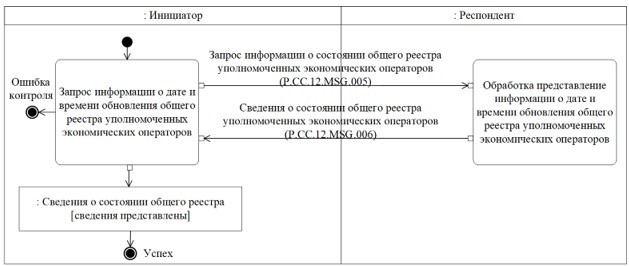 : Инициатор
: Респондент
Запрос информации о состоянии общего реестра
уполномоченных экономических операторов
(P.CC.12.MSG.005)
Ошибка
контроля
Запрос информации о дате и
времени обновления общего
реестра уполномоченных
экономических операторов
Сведения о состоянии общего реестра
уполномоченных экономических операторов
(P.CC.12.MSG.006)
Обработка представление
информации о дате и
времени обновления общего
реестра уполномоченных
экономических операторов
: Сведения о состоянии общего реестра
[сведения представлены]
Успех